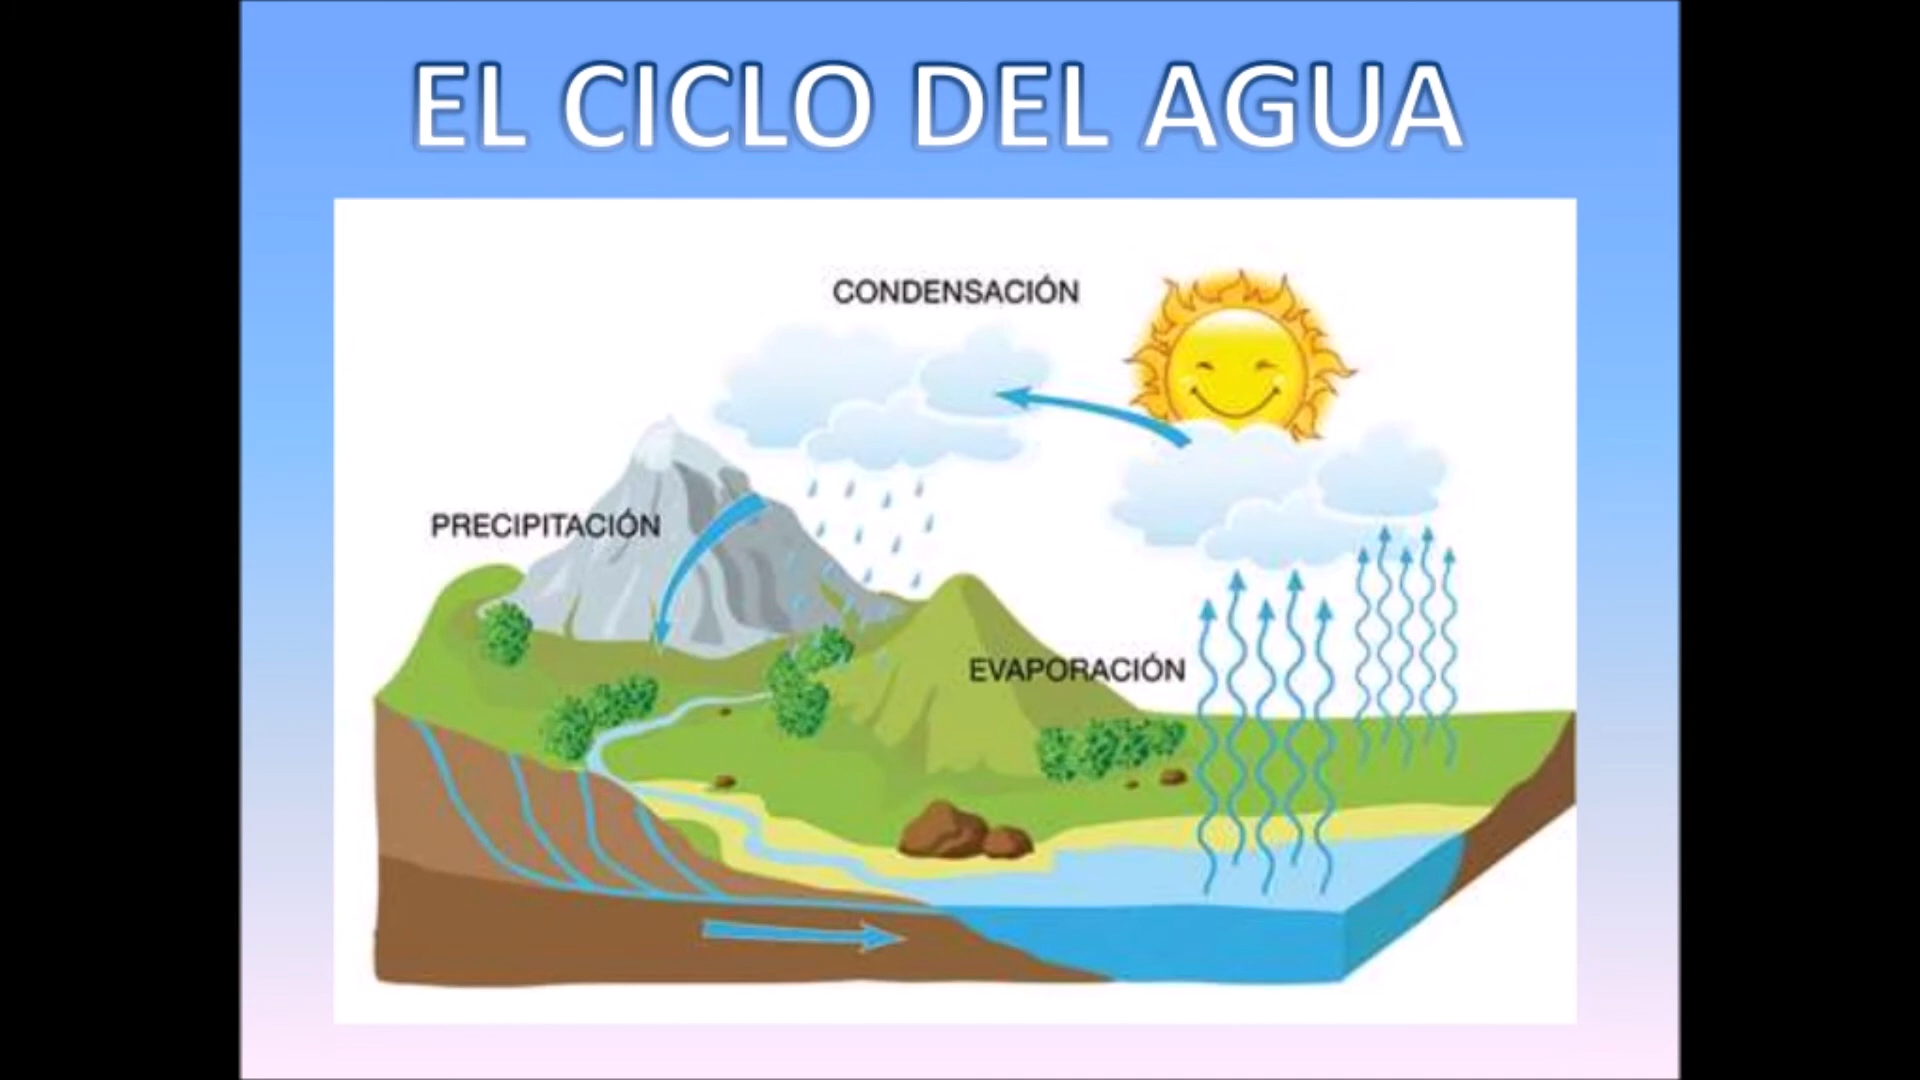 EL CICLO DEL AGUA
CONDENSACIÓN
PRECIPITACIÓN
EVAPORACIÓN